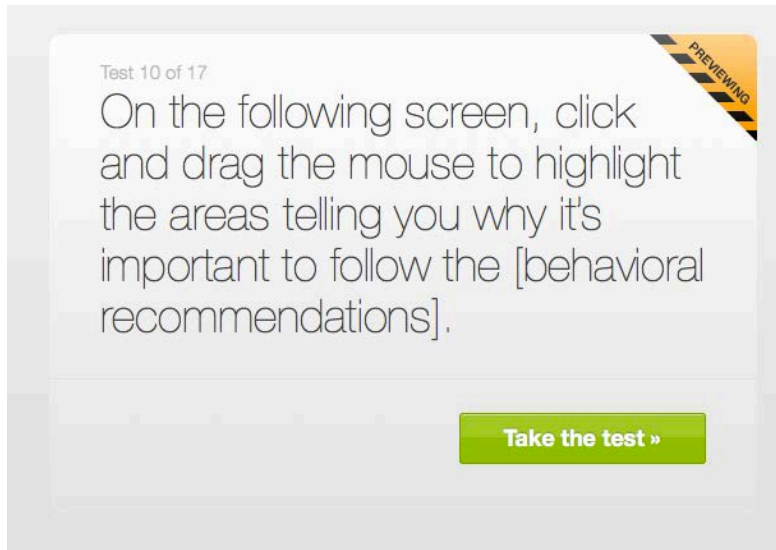 Test 10 of 17
PREVIEWING
On the following screen, click
and drag the mouse to highlight
the areas telling you why it's
important to follow the [behavioral
recommendations].
Take the test »